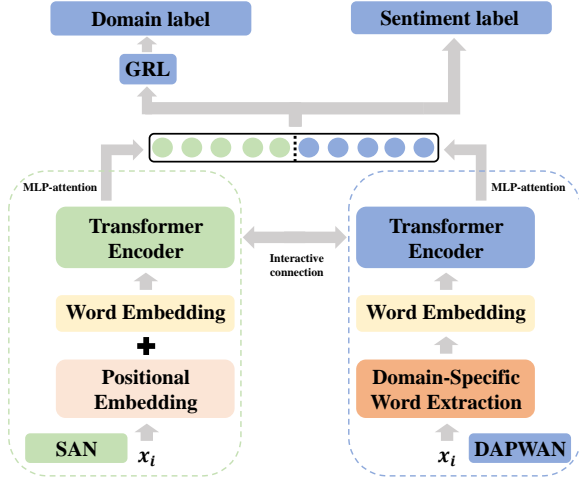 Domain label
Sentiment label
GRL
MLP-attention
MLP-attention
Transformer
Encoder
Interactive
connection
Transformer
Encoder
Word Embedding
Word Embedding
+
Positional
Embedding
Domain-Specific
Word Extraction
SAN
x_i
x_i
DAPWAN